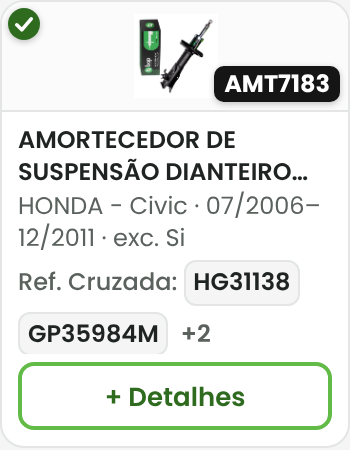 AMT7183
AMORTECEDOR DE
SUSPENSÃO DIANTEIRO...
HONDA - Civic · 07/2006–
12/2011 · exc. Si
Ref. Cruzada: HG31138
GP35984M +2
+ Detalhes